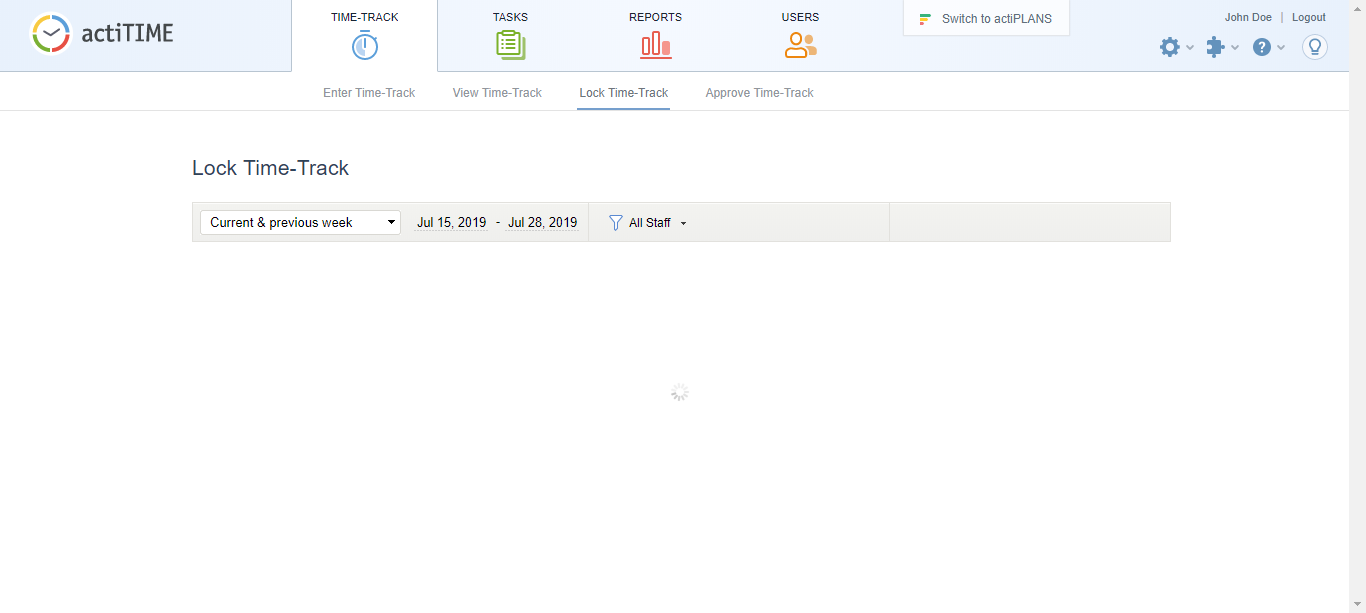 actiTIME
TIME-TRACK
TASKS
REPORTS
USERS
Switch to actiPLANS
John Doe | Logout
Enter Time-Track
View Time-Track
Lock Time-Track
Approve Time-Track
Lock Time-Track
Current & previous week
Jul 15, 2019 - Jul 28, 2019
All Staff